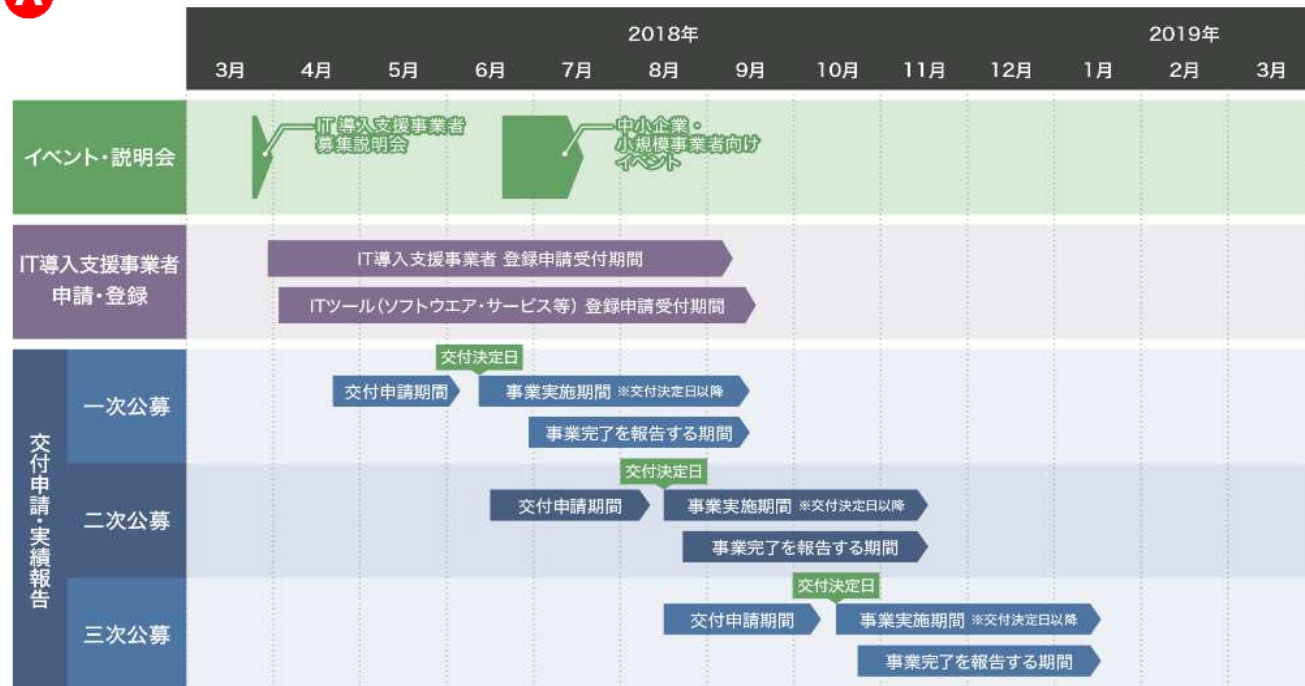 A
2018年
2019年
3月 4月 5月 6月 7月 8月 9月 10月 11月 12月 1月 2月 3月
イベント・説明会
IT導入支援事業者
募集説明会
中小企業・
小規模事業者向け
イベント
IT導入支援事業者
申請・登録
IT導入支援事業者 登録申請受付期間
ITツール(ソフトウエア・サービス等) 登録申請受付期間
交付申請・実績報告
一次公募
交付決定日
交付申請期間
事業実施期間 ※交付決定日以降
事業完了を報告する期間
二次公募
交付決定日
交付申請期間
事業実施期間 ※交付決定日以降
事業完了を報告する期間
三次公募
交付決定日
交付申請期間
事業実施期間 ※交付決定日以降
事業完了を報告する期間